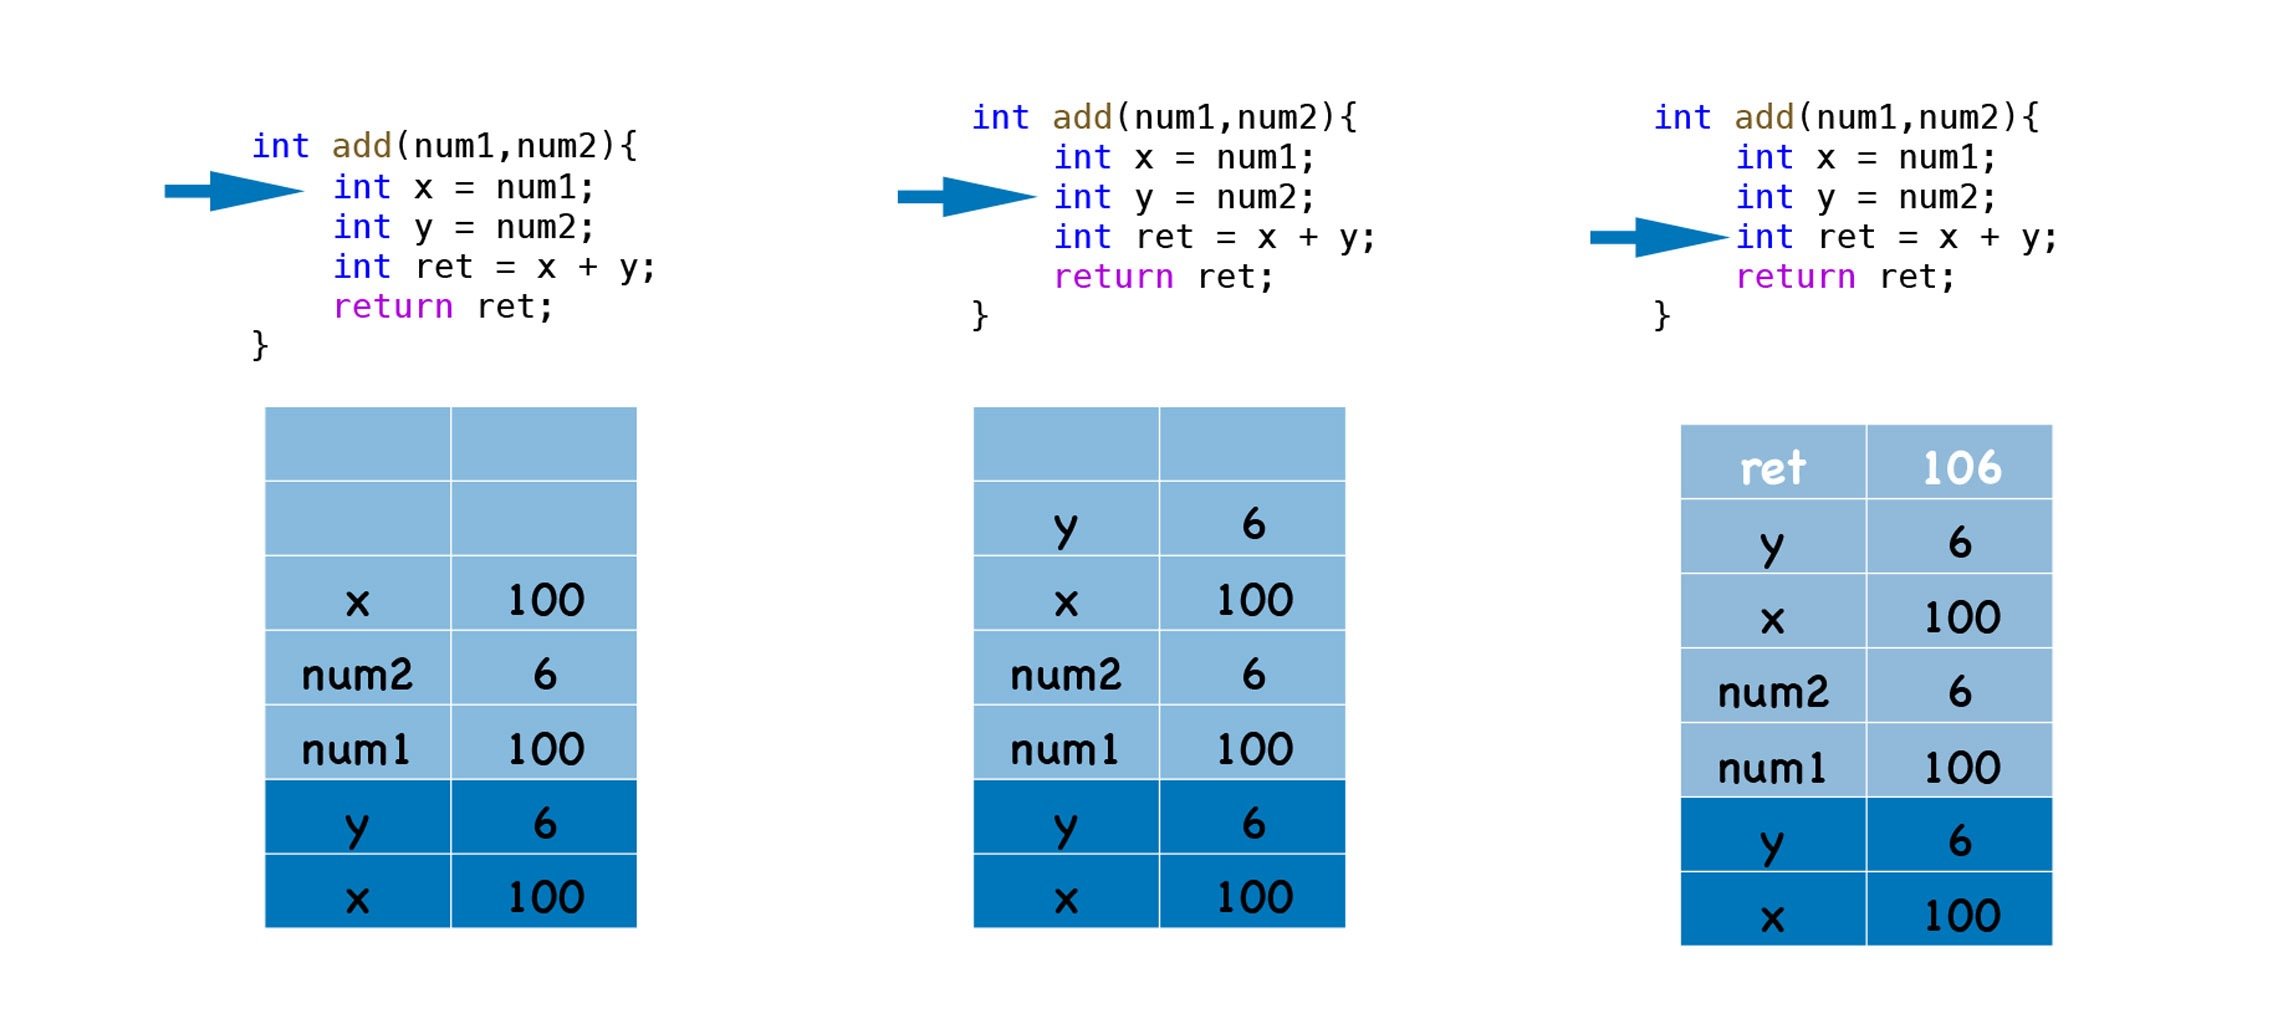 int add(num1,num2){
    int x = num1;
    int y = num2;
    int ret = x + y;
    return ret;
}
x 100
num2 6
num1 100
y 6
x 100
int add(num1,num2){
    int x = num1;
    int y = num2;
    int ret = x + y;
    return ret;
}
y 6
x 100
num2 6
num1 100
y 6
x 100
int add(num1,num2){
    int x = num1;
    int y = num2;
    int ret = x + y;
    return ret;
}
ret 106
y 6
x 100
num2 6
num1 100
y 6
x 100